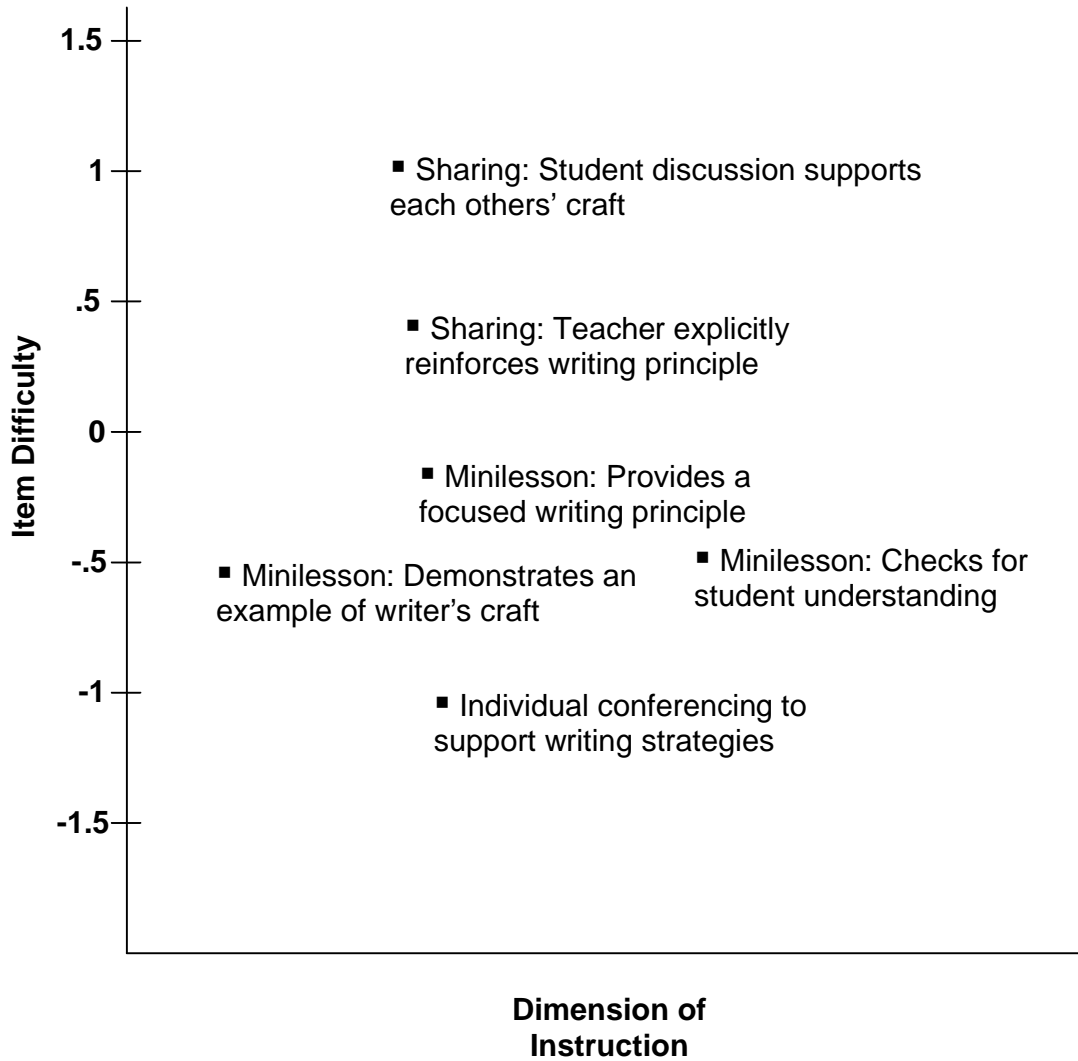 1.5
1
■ Sharing: Student discussion supports
each others’ craft
.5
■ Sharing: Teacher explicitly
reinforces writing principle
Item Difficulty
0
■ Minilesson: Provides a
focused writing principle
-.5
■ Minilesson: Demonstrates an
example of writer’s craft
■ Minilesson: Checks for
student understanding
-1
■ Individual conferencing to
support writing strategies
-1.5
Dimension of
Instruction